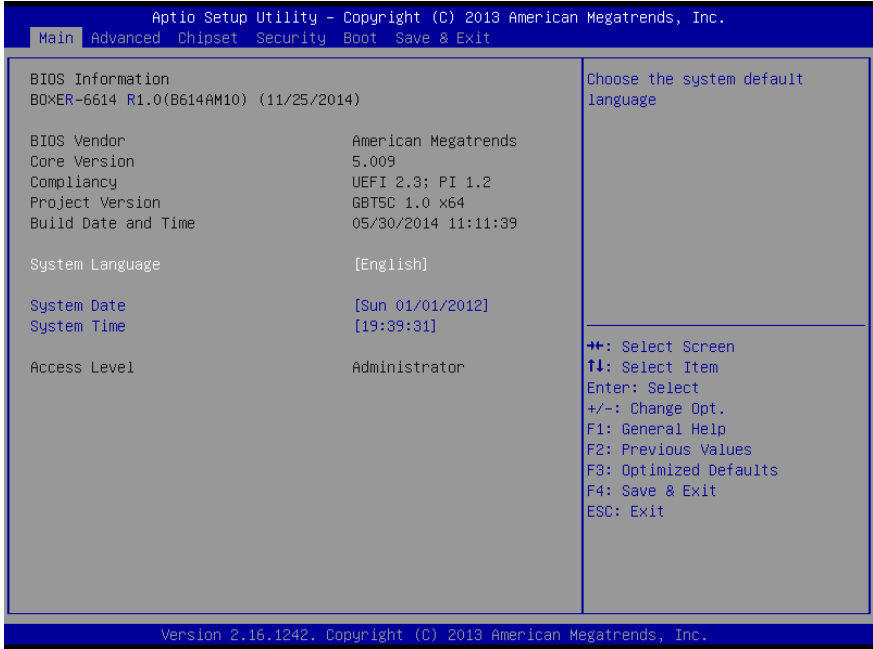 Aptio Setup Utility – Copyright (C) 2013 American Megatrends, Inc.
Main Advanced Chipset Security Boot Save & Exit
BIOS Information
BOXER-6614 R1.0(B614AM10) (11/25/2014)
BIOS Vendor American Megatrends
Core Version 5.009
Compliancy UEFI 2.3; PI 1.2
Project Version GBT5C 1.0 x64
Build Date and Time 05/30/2014 11:11:39
System Language [English]
System Date [Sun 01/01/2012]
System Time [19:39:31]
Access Level Administrator
Choose the system default
language
→←: Select Screen
↑↓: Select Item
Enter: Select
+/-: Change Opt.
F1: General Help
F2: Previous Values
F3: Optimized Defaults
F4: Save & Exit
ESC: Exit
Version 2.16.1242. Copyright (C) 2013 American Megatrends, Inc.